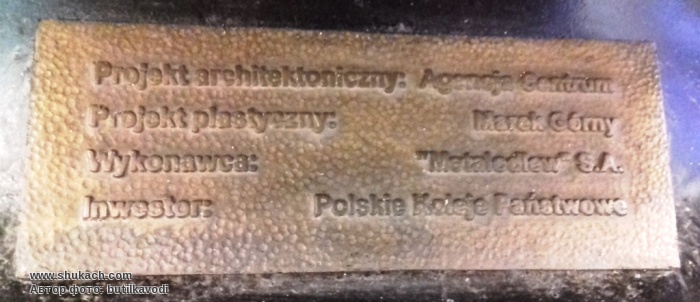 Projekt architektoniczny: Agencja Centrum
Projekt plastyczny: Marek Górny
Wykonawca: "Metalodlew" S.A.
Inwestor: Polskie Koleje Państwowe
www.shukach.com
Автор фото: butilkavodi